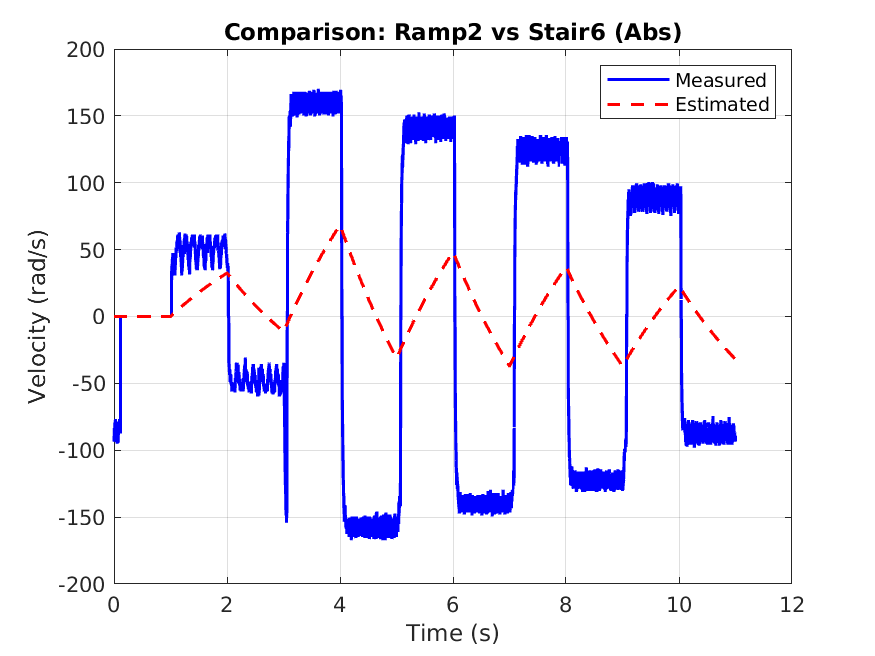 Comparison: Ramp2 vs Stair6 (Abs)
Measured
Estimated
Velocity (rad/s)
200
150
100
50
0
-50
-100
-150
-200
0 2 4 6 8 10 12
Time (s)